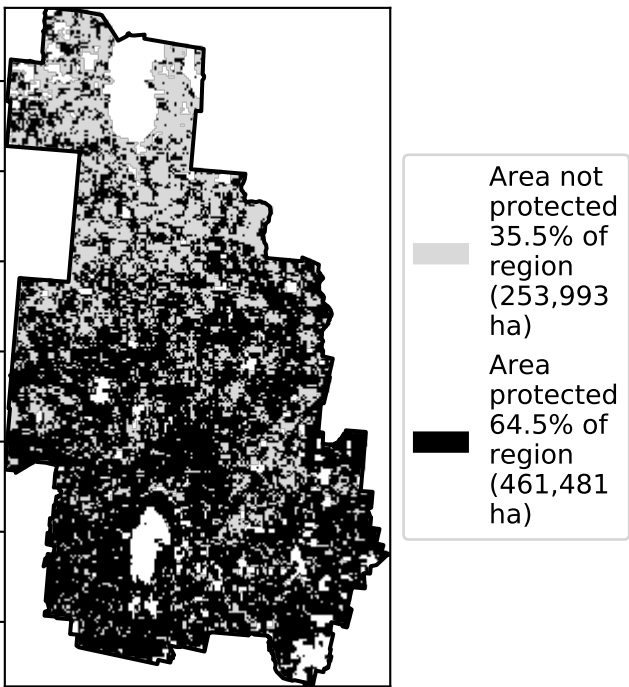 Area not
protected
35.5% of
region
(253,993
ha)
Area
protected
64.5% of
region
(461,481
ha)